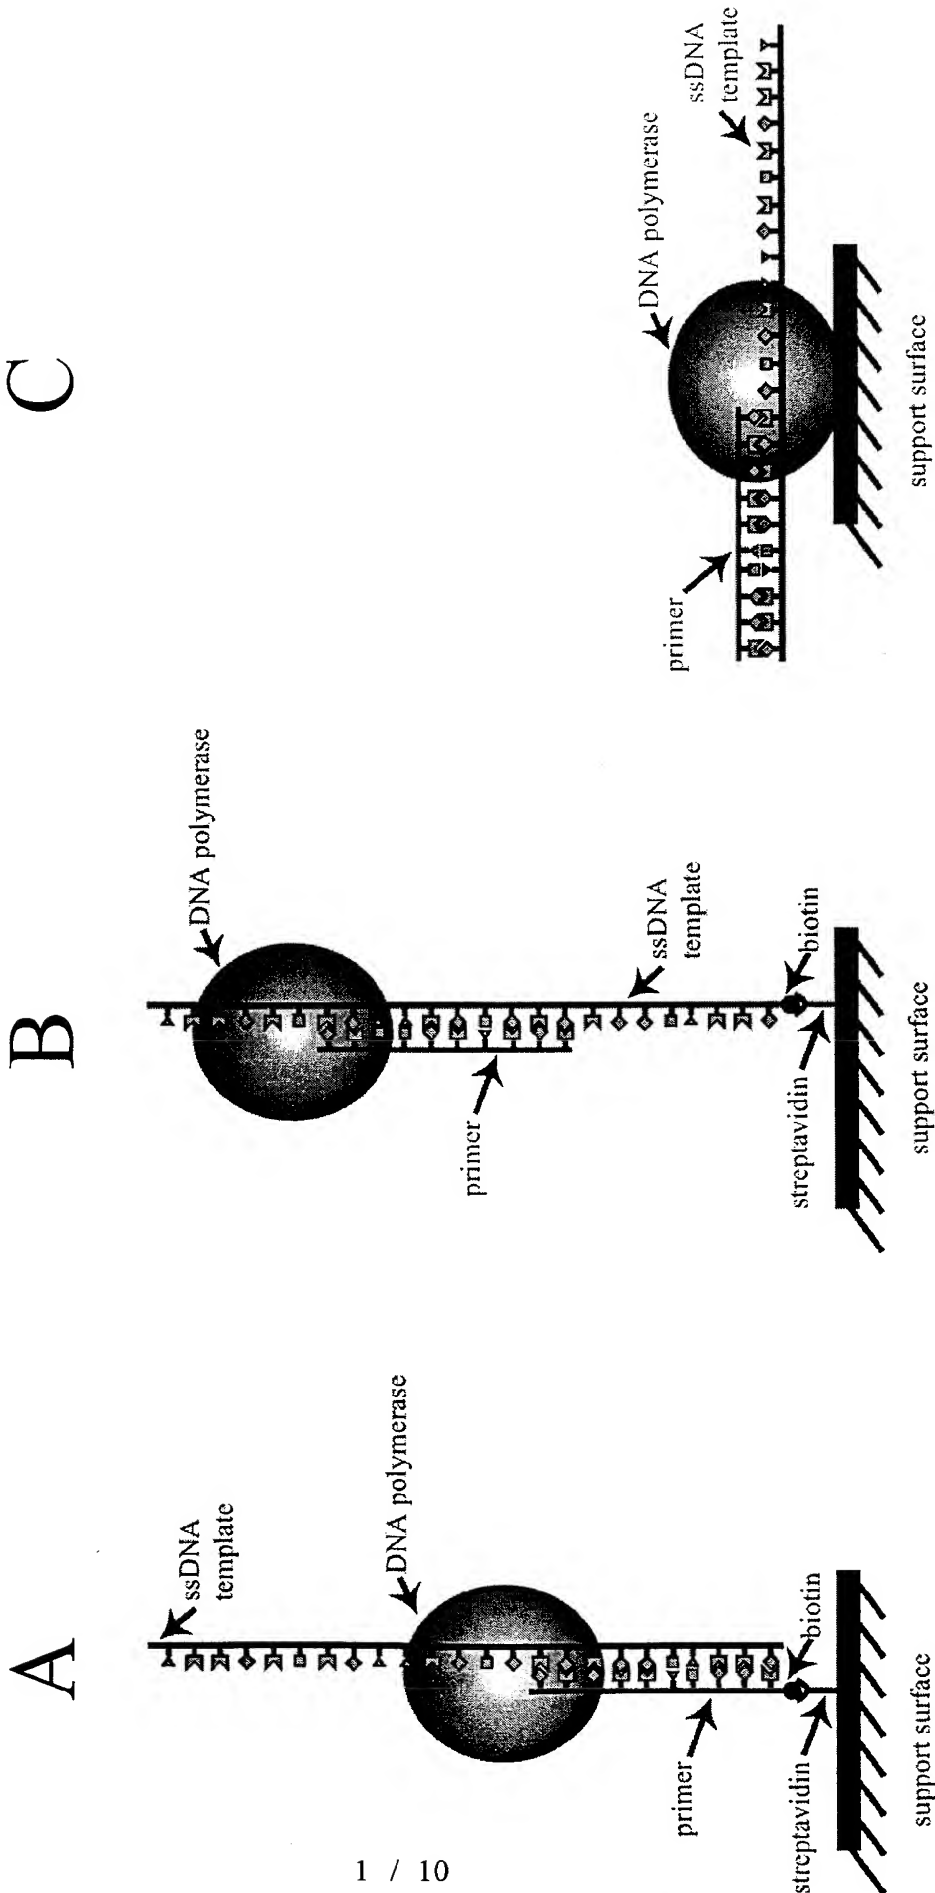 A
ssDNA
template
DNA polymerase
primer
biotin
streptavidin
support surface
B
DNA polymerase
primer
ssDNA
template
biotin
streptavidin
support surface
C
DNA polymerase
ssDNA
template
primer
support surface
1 / 10